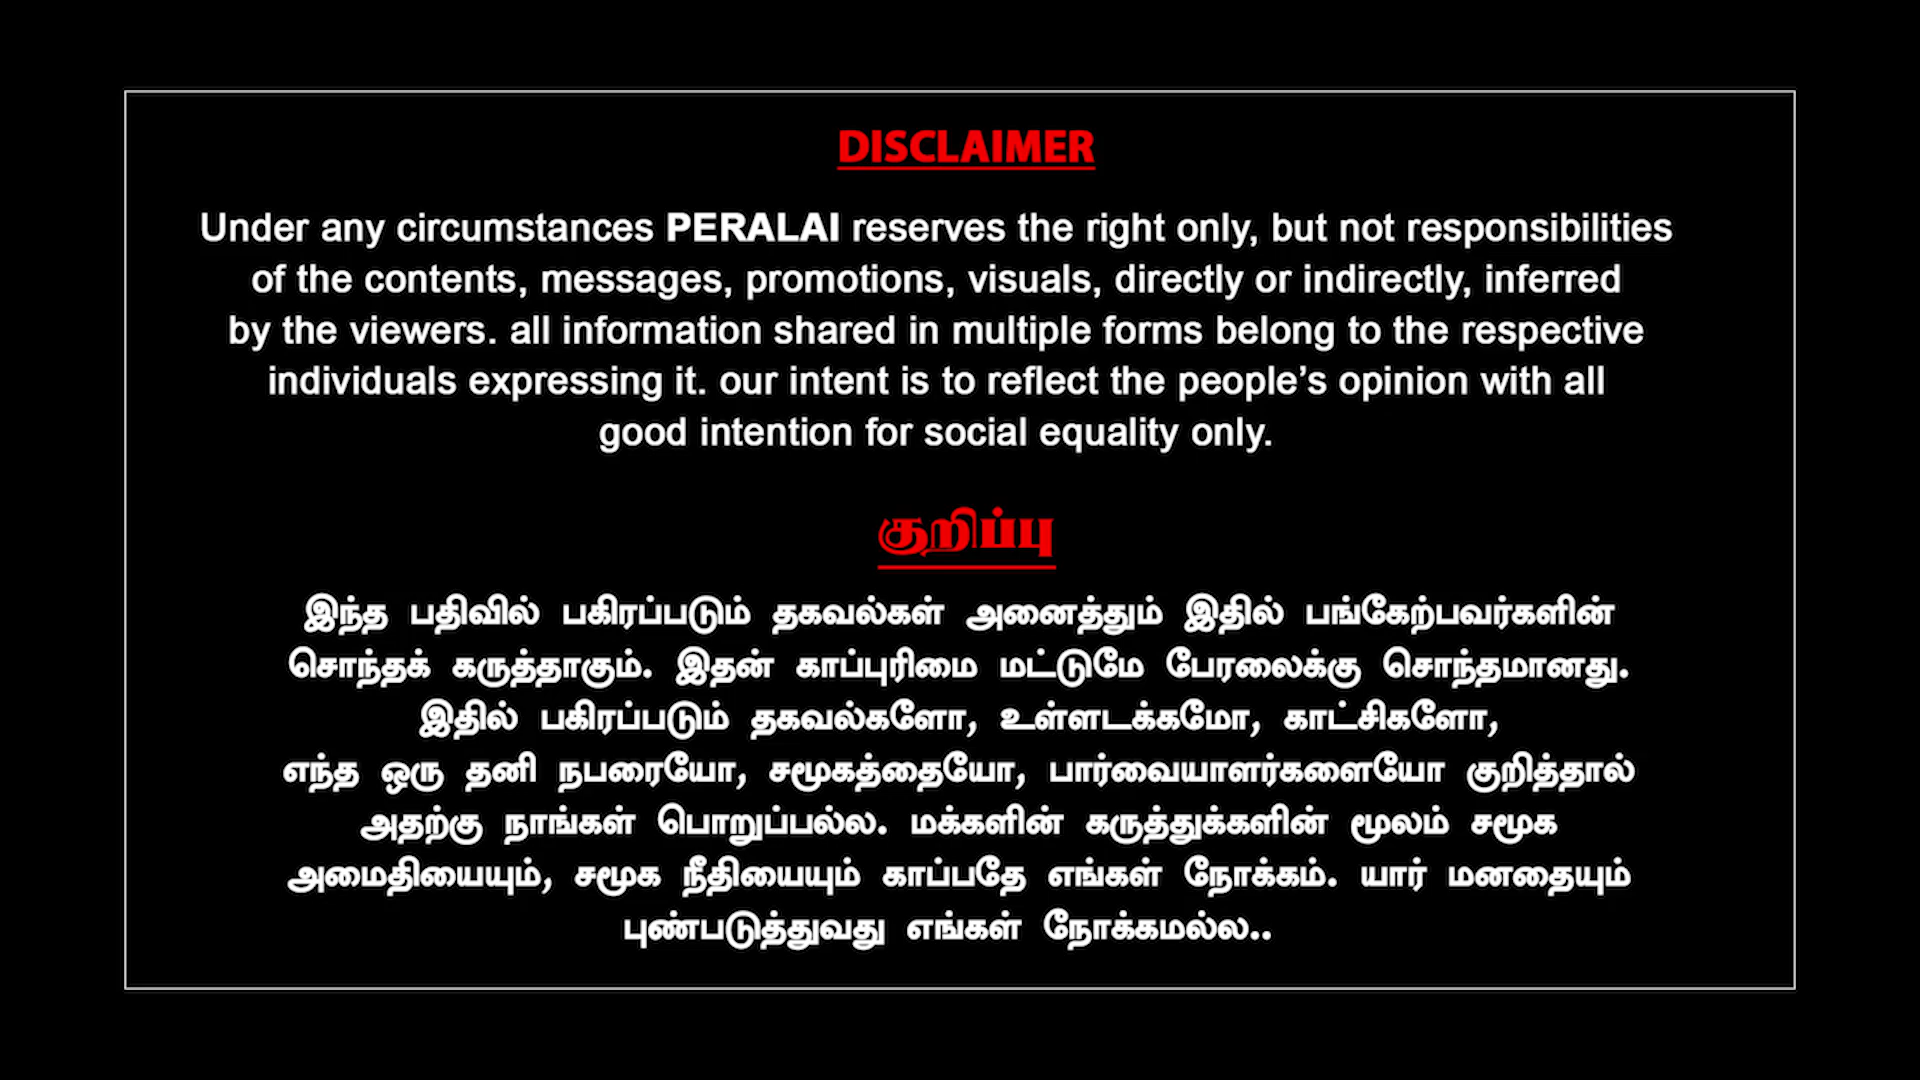 DISCLAIMER
Under any circumstances PERALAI reserves the right only, but not responsibilities
of the contents, messages, promotions, visuals, directly or indirectly, inferred
by the viewers. all information shared in multiple forms belong to the respective
individuals expressing it. our intent is to reflect the people’s opinion with all
good intention for social equality only.
குறிப்பு
இந்த பதிவில் பகிரப்படும் தகவல்கள் அனைத்தும் இதில் பங்கேற்பவர்களின்
சொந்தக் கருத்தாகும். இதன் காப்புரிமை மட்டுமே பேரலைக்கு சொந்தமானது.
இதில் பகிரப்படும் தகவல்களோ, உள்ளடக்கமோ, காட்சிகளோ,
எந்த ஒரு தனி நபரையோ, சமூகத்தையோ, பார்வையாளர்களையோ குறித்தால்
அதற்கு நாங்கள் பொறுப்பல்ல. மக்களின் கருத்துக்களின் மூலம் சமூக
அமைதியையும், சமூக நீதியையும் காப்பதே எங்கள் நோக்கம். யார் மனதையும்
புண்படுத்துவது எங்கள் நோக்கமல்ல..